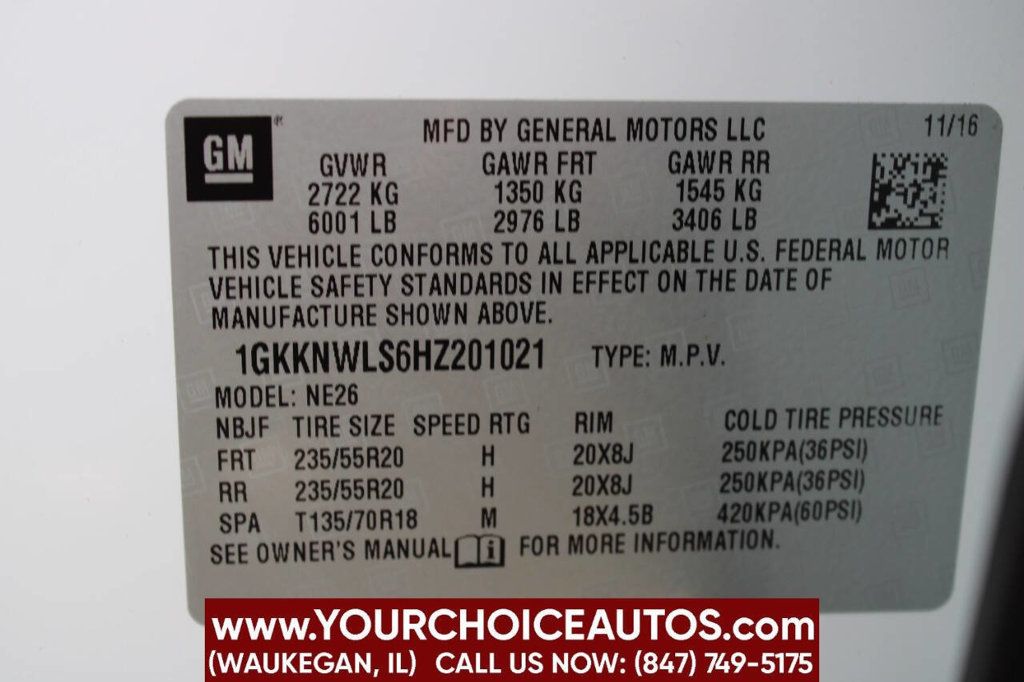 GM
MFD BY GENERAL MOTORS LLC 11/16
GVWR GAWR FRT GAWR RR
2722 KG 1350 KG 1545 KG
6001 LB 2976 LB 3406 LB
THIS VEHICLE CONFORMS TO ALL APPLICABLE U.S. FEDERAL MOTOR
VEHICLE SAFETY STANDARDS IN EFFECT ON THE DATE OF
MANUFACTURE SHOWN ABOVE.
1GKKNWLS6HZ201021 TYPE: M.P.V.
MODEL: NE26
NBJF TIRE SIZE SPEED RTG RIM COLD TIRE PRESSURE
FRT 235/55R20 H 20X8J 250KPA(36PSI)
RR 235/55R20 H 20X8J 250KPA(36PSI)
SPA T135/70R18 M 18X4.5B 420KPA(60PSI)
SEE OWNER'S MANUAL FOR MORE INFORMATION.
www.YOURCHOICEAUTOS.com
(WAUKEGAN, IL) CALL US NOW: (847) 749-5175